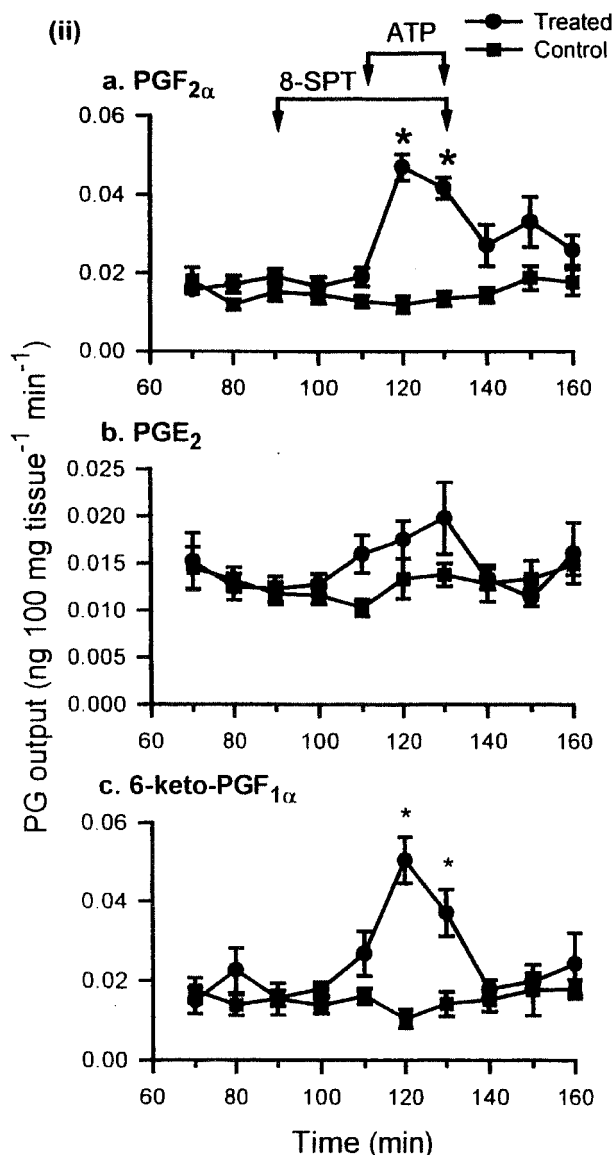 (ii)
ATP
Treated
Control
a. PGF2α
8-SPT
0.06
*
*
0.04
0.02
0.00
60 80 100 120 140 160
b. PGE2
0.025
0.020
0.015
0.010
0.005
0.000
60 80 100 120 140 160
c. 6-keto-PGF1α
0.06
*
*
0.04
0.02
0.00
60 80 100 120 140 160
Time (min)
PG output (ng 100 mg tissue⁻¹ min⁻¹)